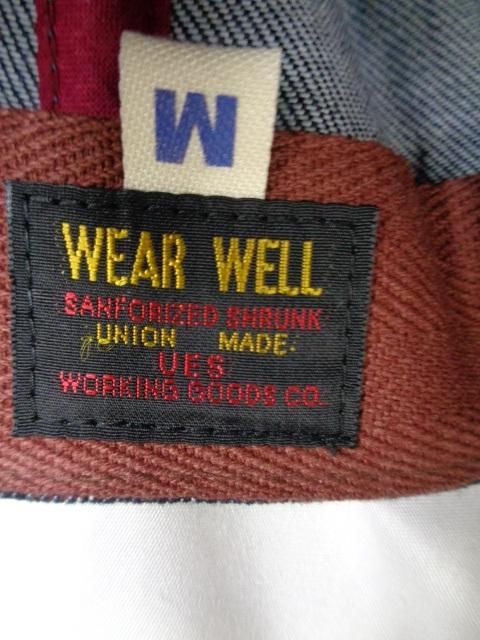 M
WEAR WELL
SANFORIZED SHRUNK
UNION MADE.
UES
WORKING GOODS CO.